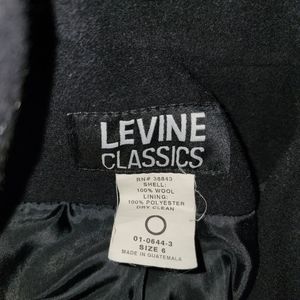 LEVINE
CLASSICS
RN# 38843
SHELL:
100% WOOL
LINING:
100% POLYESTER
DRY CLEAN
01-0644-3
SIZE 6
MADE IN GUATEMALA